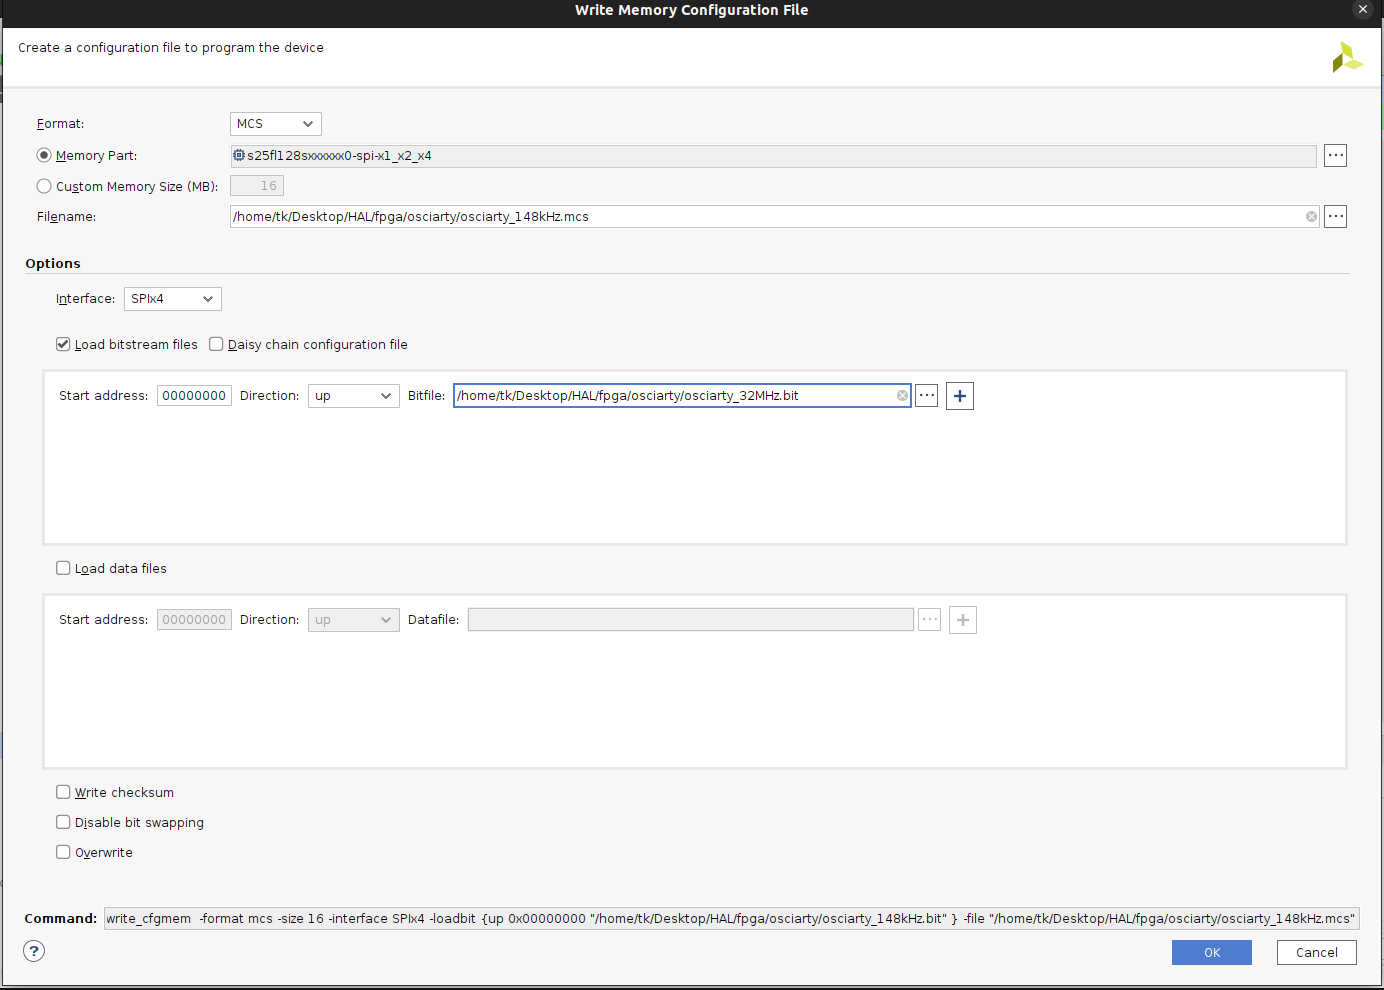 Write Memory Configuration File
Create a configuration file to program the device
Format: MCS
Memory Part: s25fl128sxxxxxx0-spi-x1_x2_x4
Custom Memory Size (MB): 16
Filename: /home/tk/Desktop/HAL/fpga/osciarty/osciarty_148kHz.mcs
Options
Interface: SPIx4
Load bitstream files Daisy chain configuration file
Start address: 00000000 Direction: up Bitfile: /home/tk/Desktop/HAL/fpga/osciarty/osciarty_32MHz.bit
Load data files
Start address: 00000000 Direction: up Datafile:
Write checksum
Disable bit swapping
Overwrite
Command: write_cfgmem -format mcs -size 16 -interface SPIx4 -loadbit {up 0x00000000 "/home/tk/Desktop/HAL/fpga/osciarty/osciarty_148kHz.bit" } -file "/home/tk/Desktop/HAL/fpga/osciarty/osciarty_148kHz.mcs"
? OK Cancel